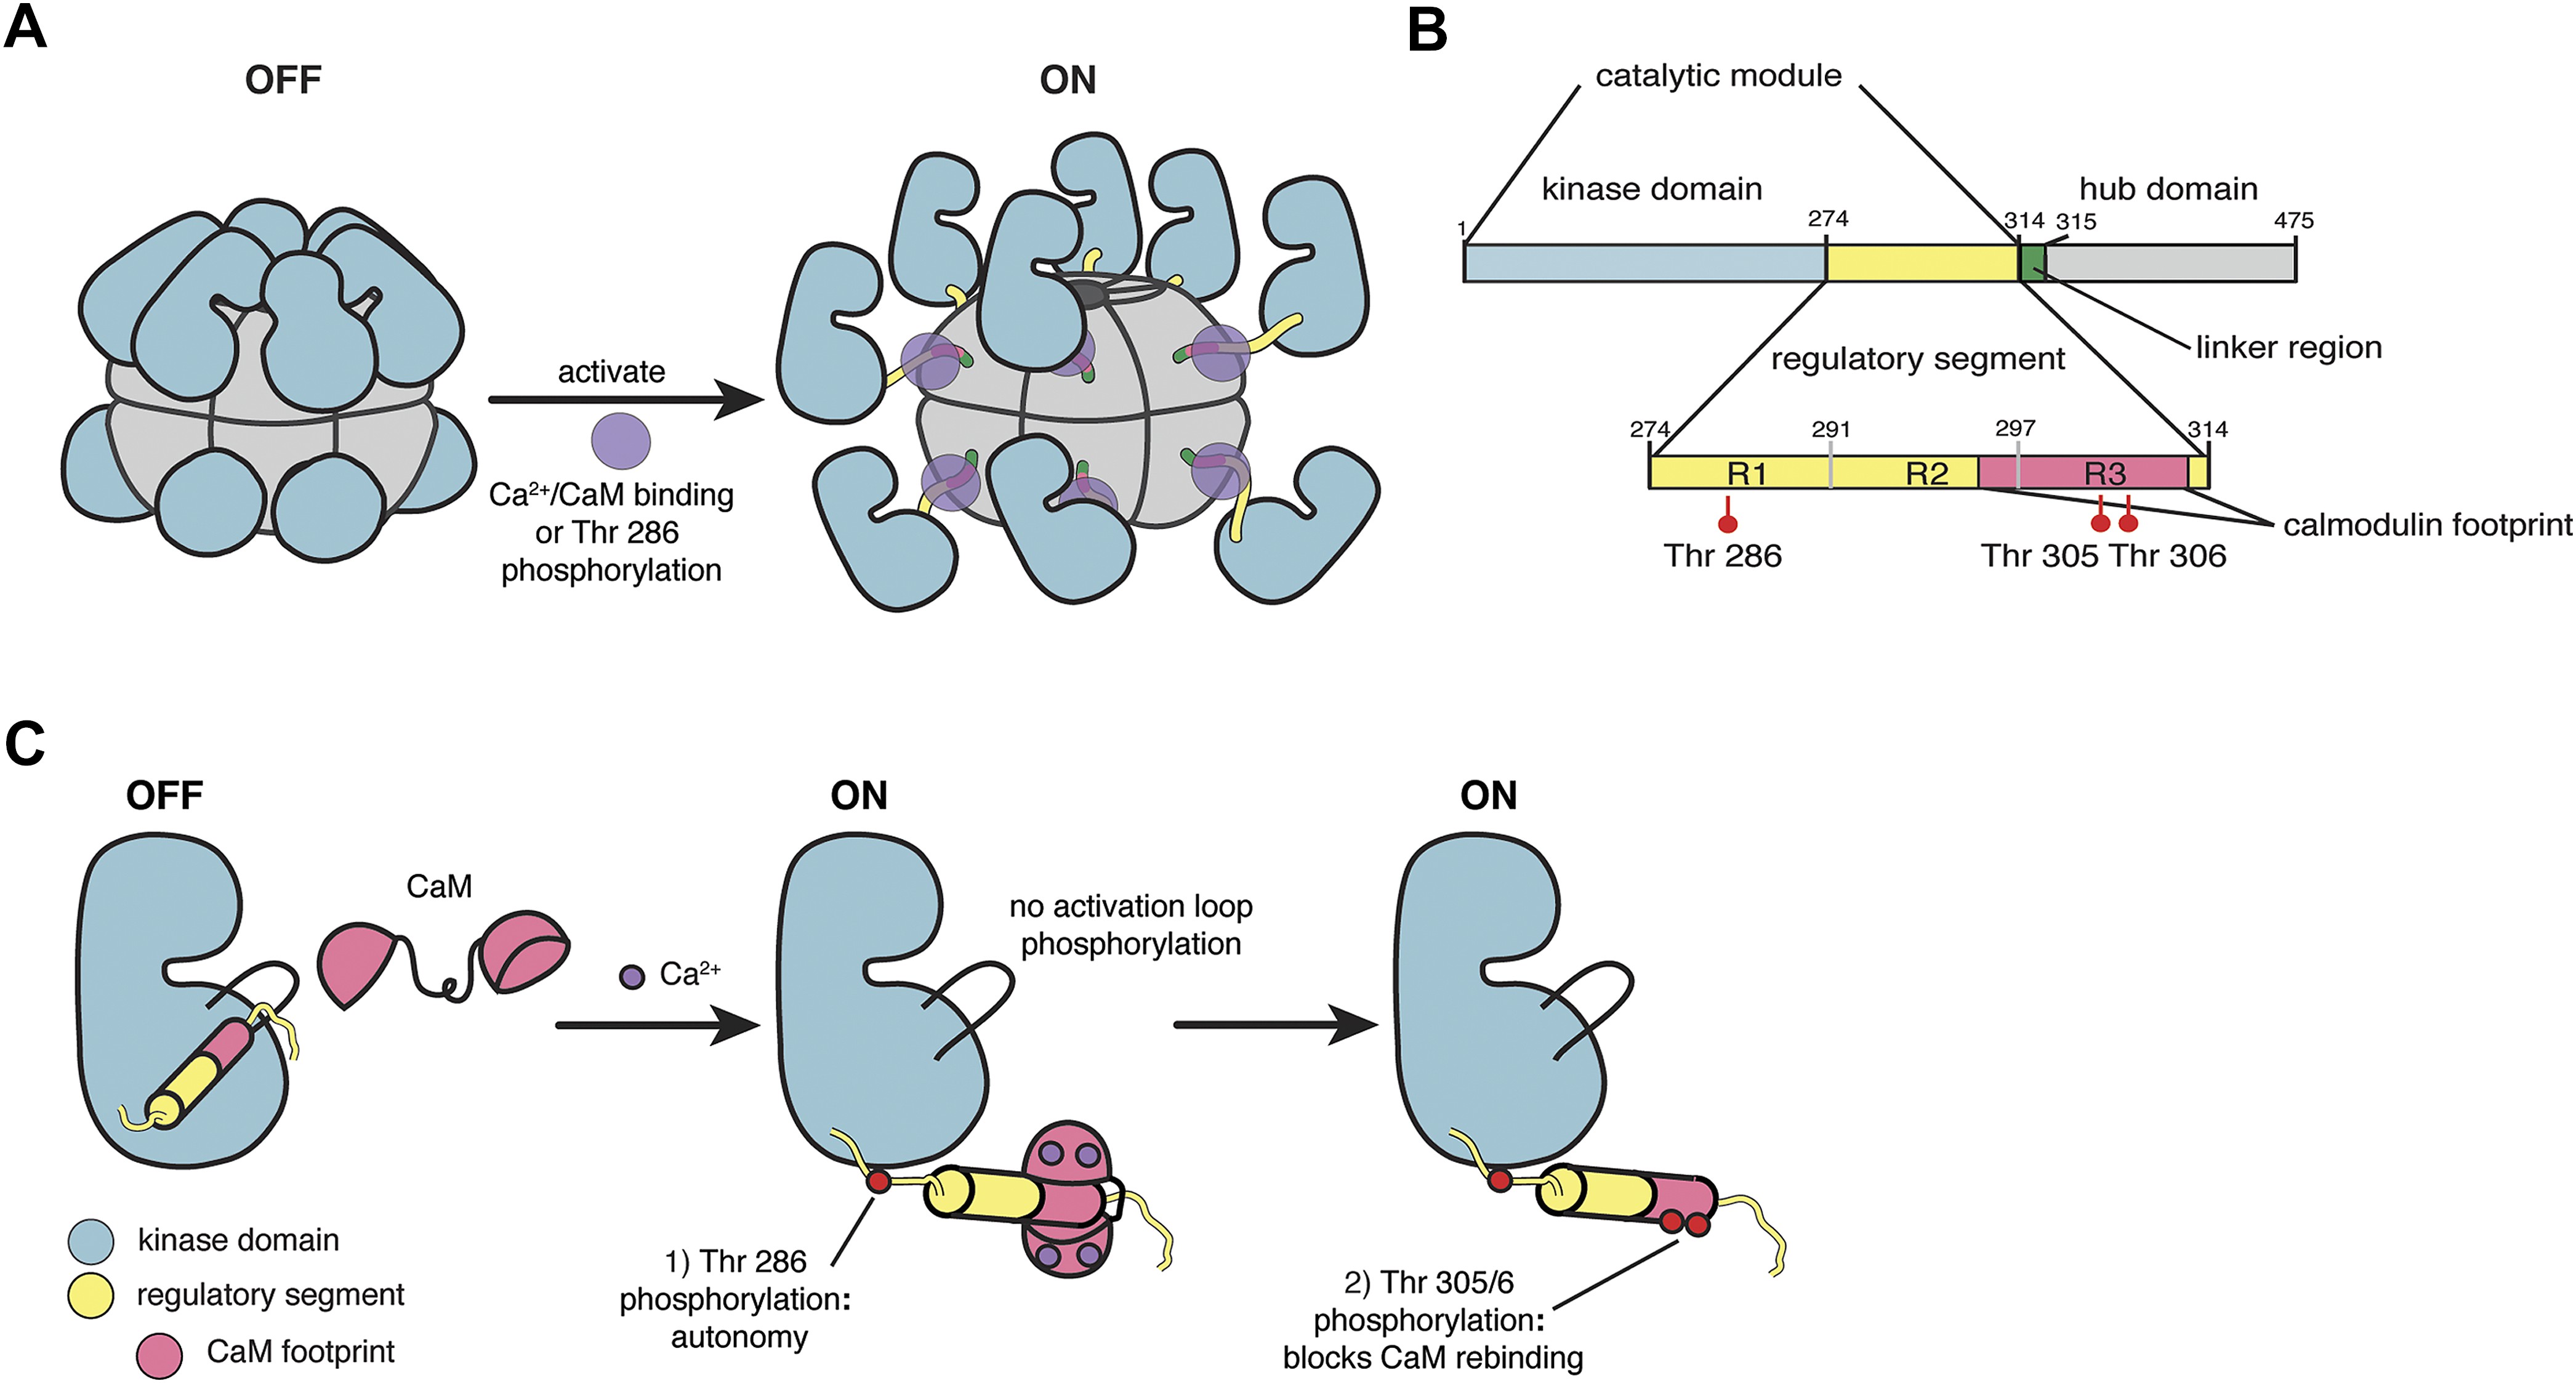 A
OFF
ON
activate
Ca²⁺/CaM binding
or Thr 286
phosphorylation
B
catalytic module
kinase domain
hub domain
1
274
314
315
475
linker region
regulatory segment
274
291
297
314
R1
R2
R3
Thr 286
Thr 305
Thr 306
calmodulin footprint
C
OFF
ON
ON
CaM
Ca²⁺
no activation loop
phosphorylation
1) Thr 286
phosphorylation:
autonomy
2) Thr 305/6
phosphorylation:
blocks CaM rebinding
kinase domain
regulatory segment
CaM footprint